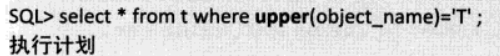 SQL> select * from t where upper(object_name)='T' ;
执行计划